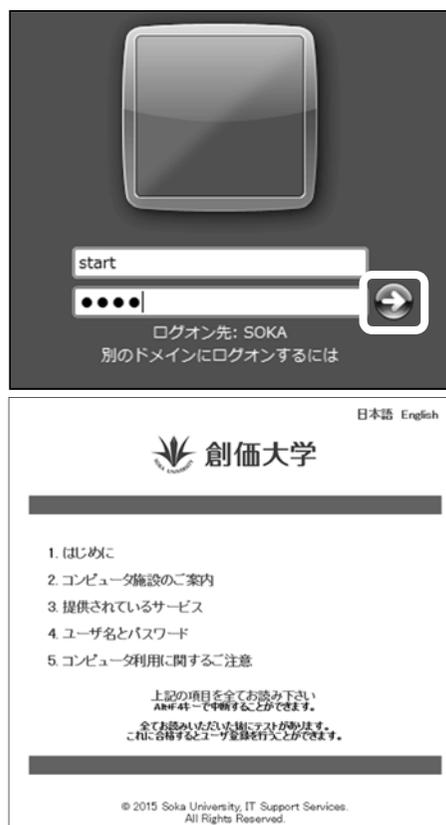 start
●●●●
ログオン先: SOKA
別のドメインにログオンするには
日本語 English
創価大学
SOKA UNIVERSITY
1. はじめに
2. コンピュータ施設のご案内
3. 提供されているサービス
4. ユーザ名とパスワード
5. コンピュータ利用に関するご注意
上記の項目を全てお読み下さい
Alt+F4キーで中断することができます。
全てお読みいただいた後にテストがあります。
これに合格するとユーザ登録を行うことができます。
© 2015 Soka University, IT Support Services.
All Rights Reserved.